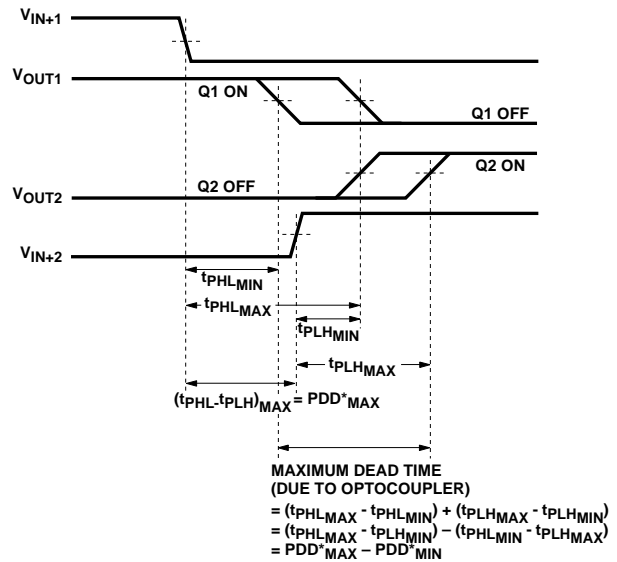 VIN+1
VOUT1
Q1 ON
Q1 OFF
Q2 ON
Q2 OFF
VOUT2
VIN+2
tPHLMIN
tPHLMAX
tPLHMIN
tPLHMAX
(tPHL-tPLH)MAX = PDD*MAX
MAXIMUM DEAD TIME
(DUE TO OPTOCOUPLER)
= (tPHLMAX - tPHLMIN) + (tPLHMAX - tPLHMIN)
= (tPHLMAX - tPLHMIN) – (tPHLMIN - tPLHMAX)
= PDD*MAX – PDD*MIN